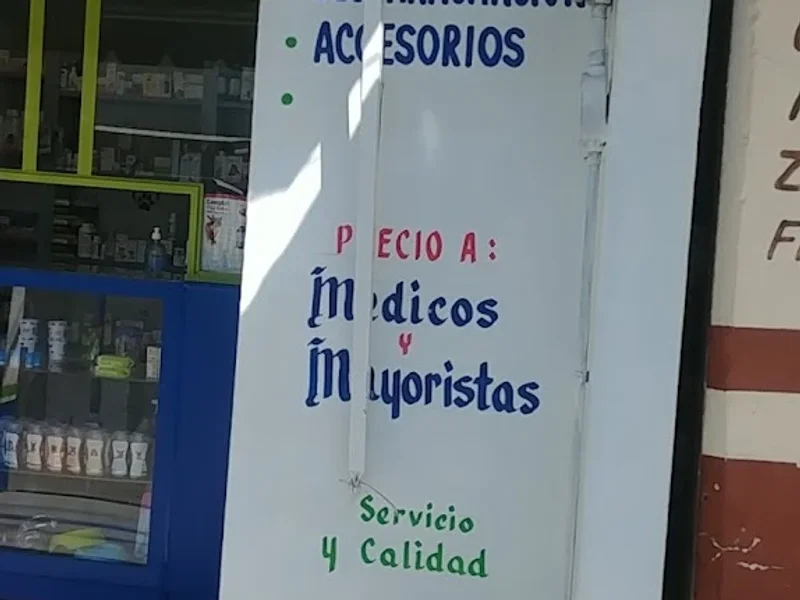 ACCESORIOS
PRECIO A:
Medicos
Y
Mayoristas
Servicio
y Calidad